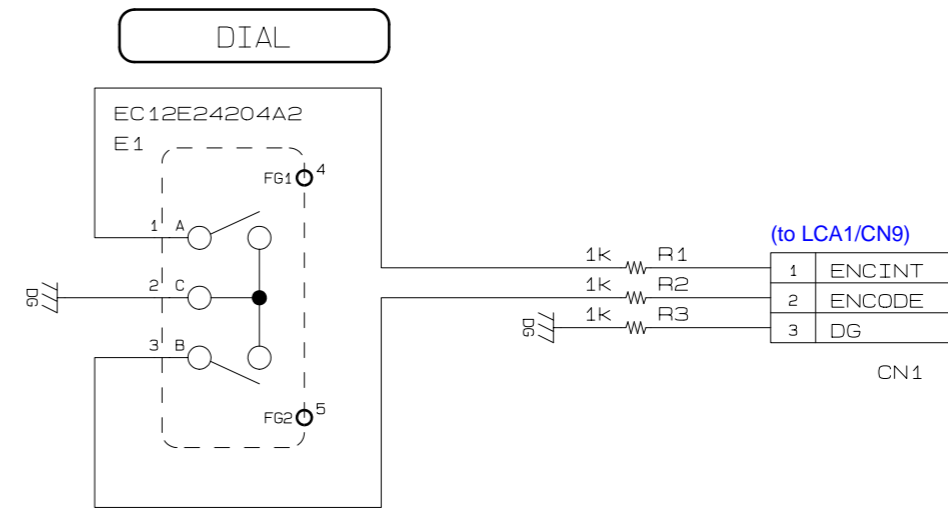 DIAL
EC12E24204A2
E1
FG1 4
1 A
2 C
DG
3 B
FG2 5
(to LCA1/CN9)
1K R1
1 ENCINT
1K R2
2 ENCODE
1K R3
DG
3 DG
CN1